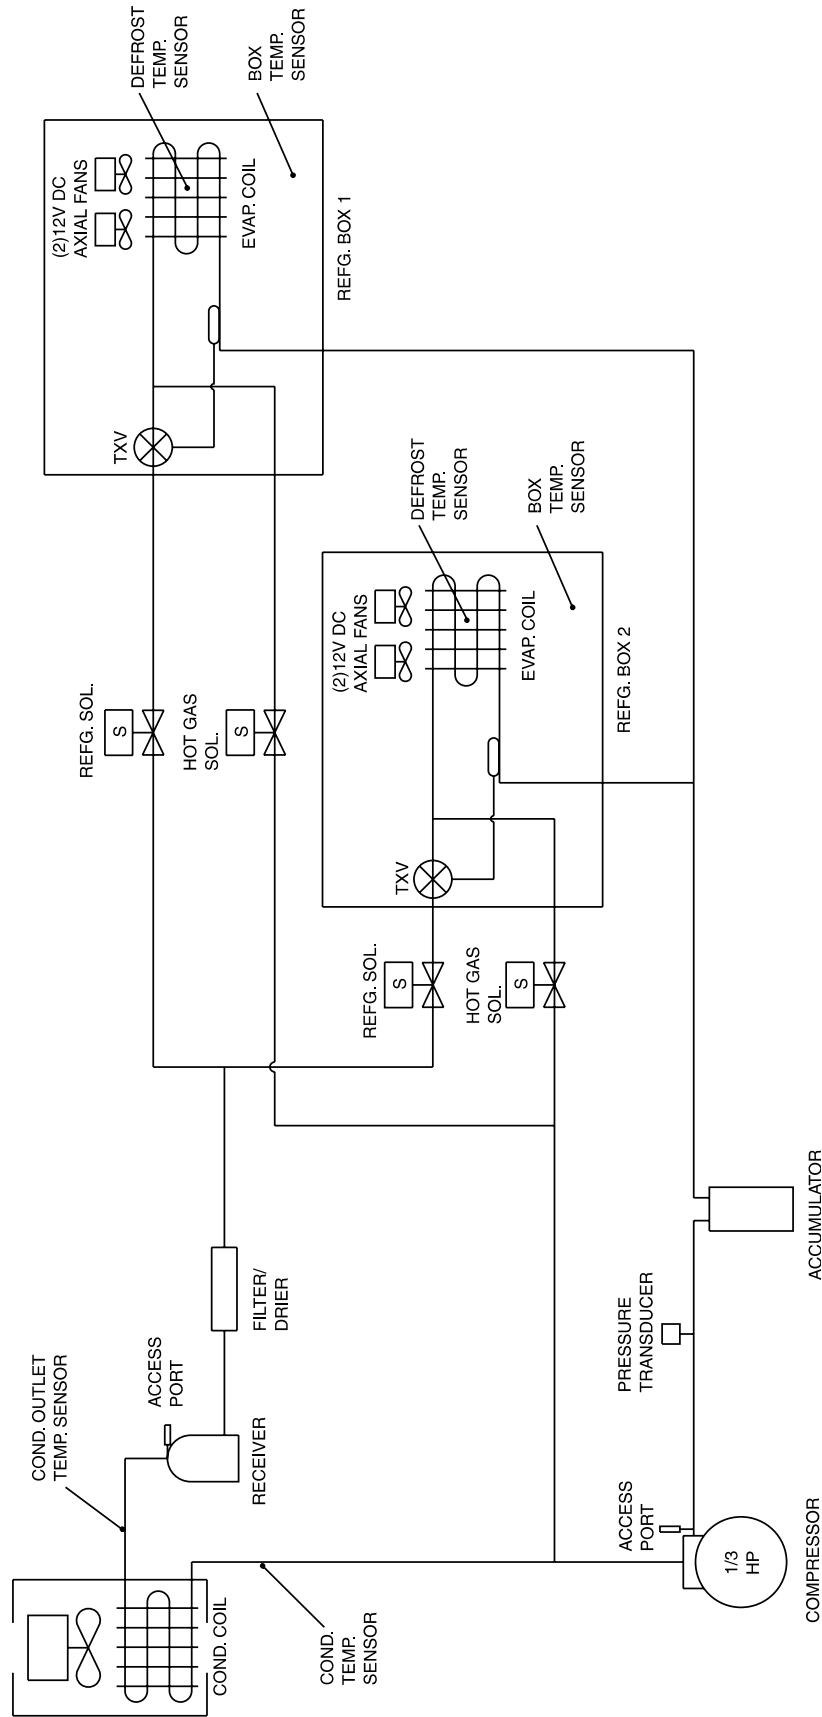 COND. OUTLET
TEMP. SENSOR
ACCESS
PORT
COND. COIL
RECEIVER
FILTER/
DRIER
COND.
TEMP.
SENSOR
ACCESS
PORT
PRESSURE
TRANSDUCER
1/3
HP
COMPRESSOR
ACCUMULATOR
REFG. SOL.
S
HOT GAS
SOL.
S
TXV
(2)12V DC
AXIAL FANS
EVAP. COIL
DEFROST
TEMP.
SENSOR
BOX
TEMP.
SENSOR
REFG. BOX 1
REFG. SOL.
S
HOT GAS
SOL.
S
TXV
(2)12V DC
AXIAL FANS
EVAP. COIL
DEFROST
TEMP.
SENSOR
BOX
TEMP.
SENSOR
REFG. BOX 2